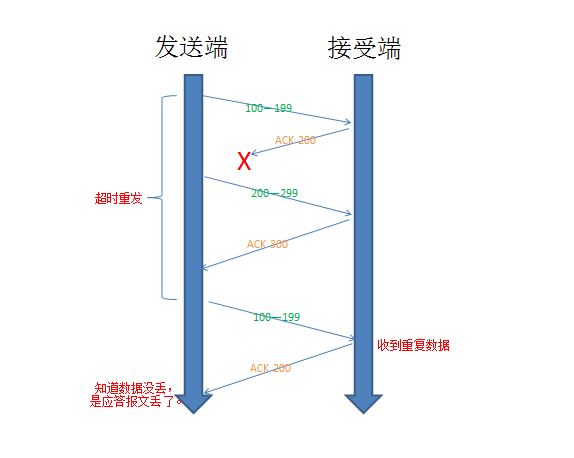 发送端
接受端
100—199
ACK 200
X
超时重发
200—299
ACK 300
100—199
收到重复数据
ACK 200
知道数据没丢，
是应答报文丢了。